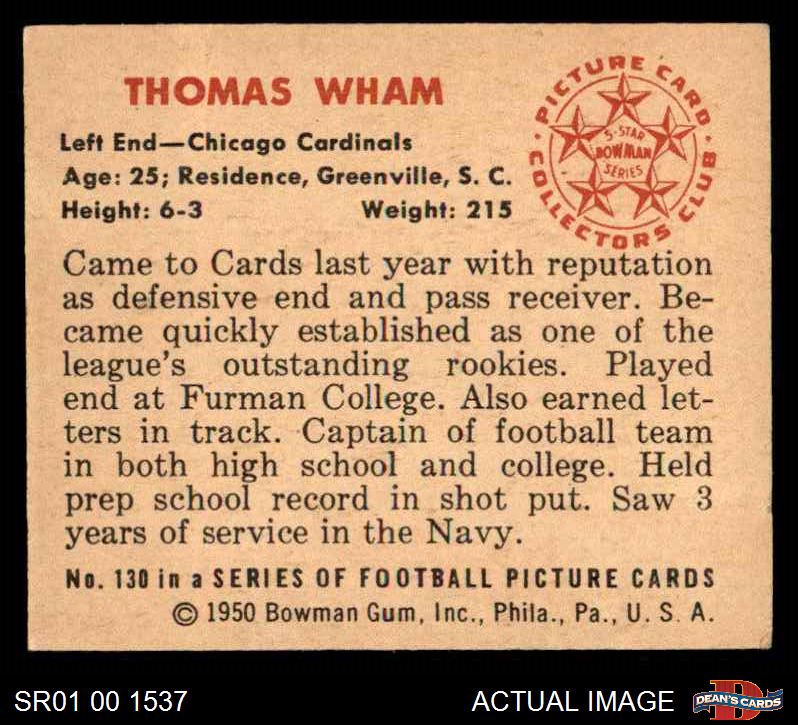 THOMAS WHAM
Left End—Chicago Cardinals
Age: 25; Residence, Greenville, S. C.
Height: 6-3 Weight: 215
PICTURE CARD
COLLECTORS CLUB
5-STAR
BOWMAN
SERIES
Came to Cards last year with reputation
as defensive end and pass receiver. Be-
came quickly established as one of the
league's outstanding rookies. Played
end at Furman College. Also earned let-
ters in track. Captain of football team
in both high school and college. Held
prep school record in shot put. Saw 3
years of service in the Navy.
No. 130 in a SERIES OF FOOTBALL PICTURE CARDS
© 1950 Bowman Gum, Inc., Phila., Pa., U. S. A.
SR01 00 1537
ACTUAL IMAGE
DEAN'S CARDS